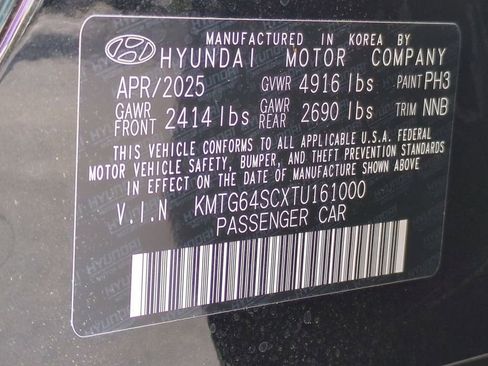 MANUFACTURED IN KOREA BY
HYUNDAI MOTOR COMPANY
APR/2025 GVWR 4916 lbs PAINT PH3
GAWR FRONT 2414 lbs GAWR REAR 2690 lbs TRIM NNB
THIS VEHICLE CONFORMS TO ALL APPLICABLE U.S.A. FEDERAL
MOTOR VEHICLE SAFETY, BUMPER, AND THEFT PREVENTION STANDARDS
IN EFFECT ON THE DATE OF MANUFACTURE SHOWN ABOVE
V.I.N KMTG64SCXTU161000
PASSENGER CAR